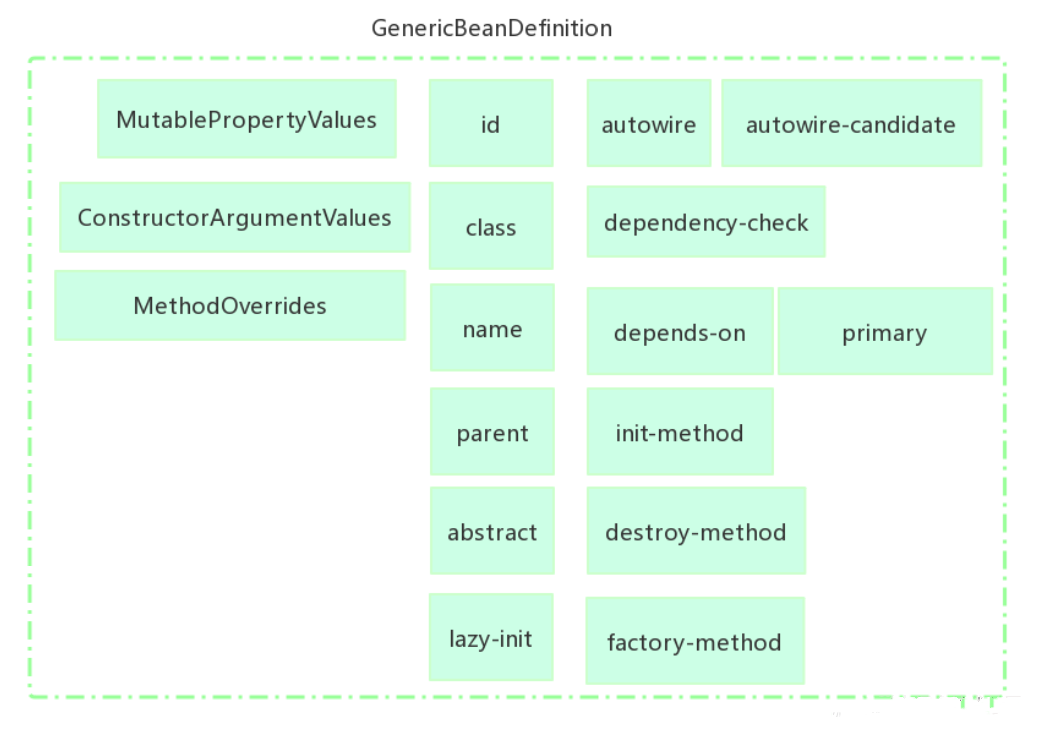 GenericBeanDefinition
MutablePropertyValues
id
autowire
autowire-candidate
ConstructorArgumentValues
class
dependency-check
MethodOverrides
name
depends-on
primary
parent
init-method
abstract
destroy-method
lazy-init
factory-method